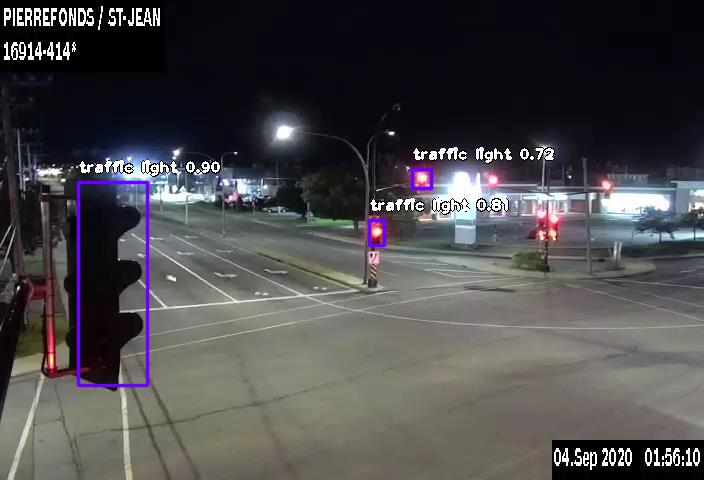 PIERREFONDS / ST-JEAN
16914-414*
traffic light 0.72
traffic light 0.90
traffic light 0.81
04.Sep 2020 01:56:10